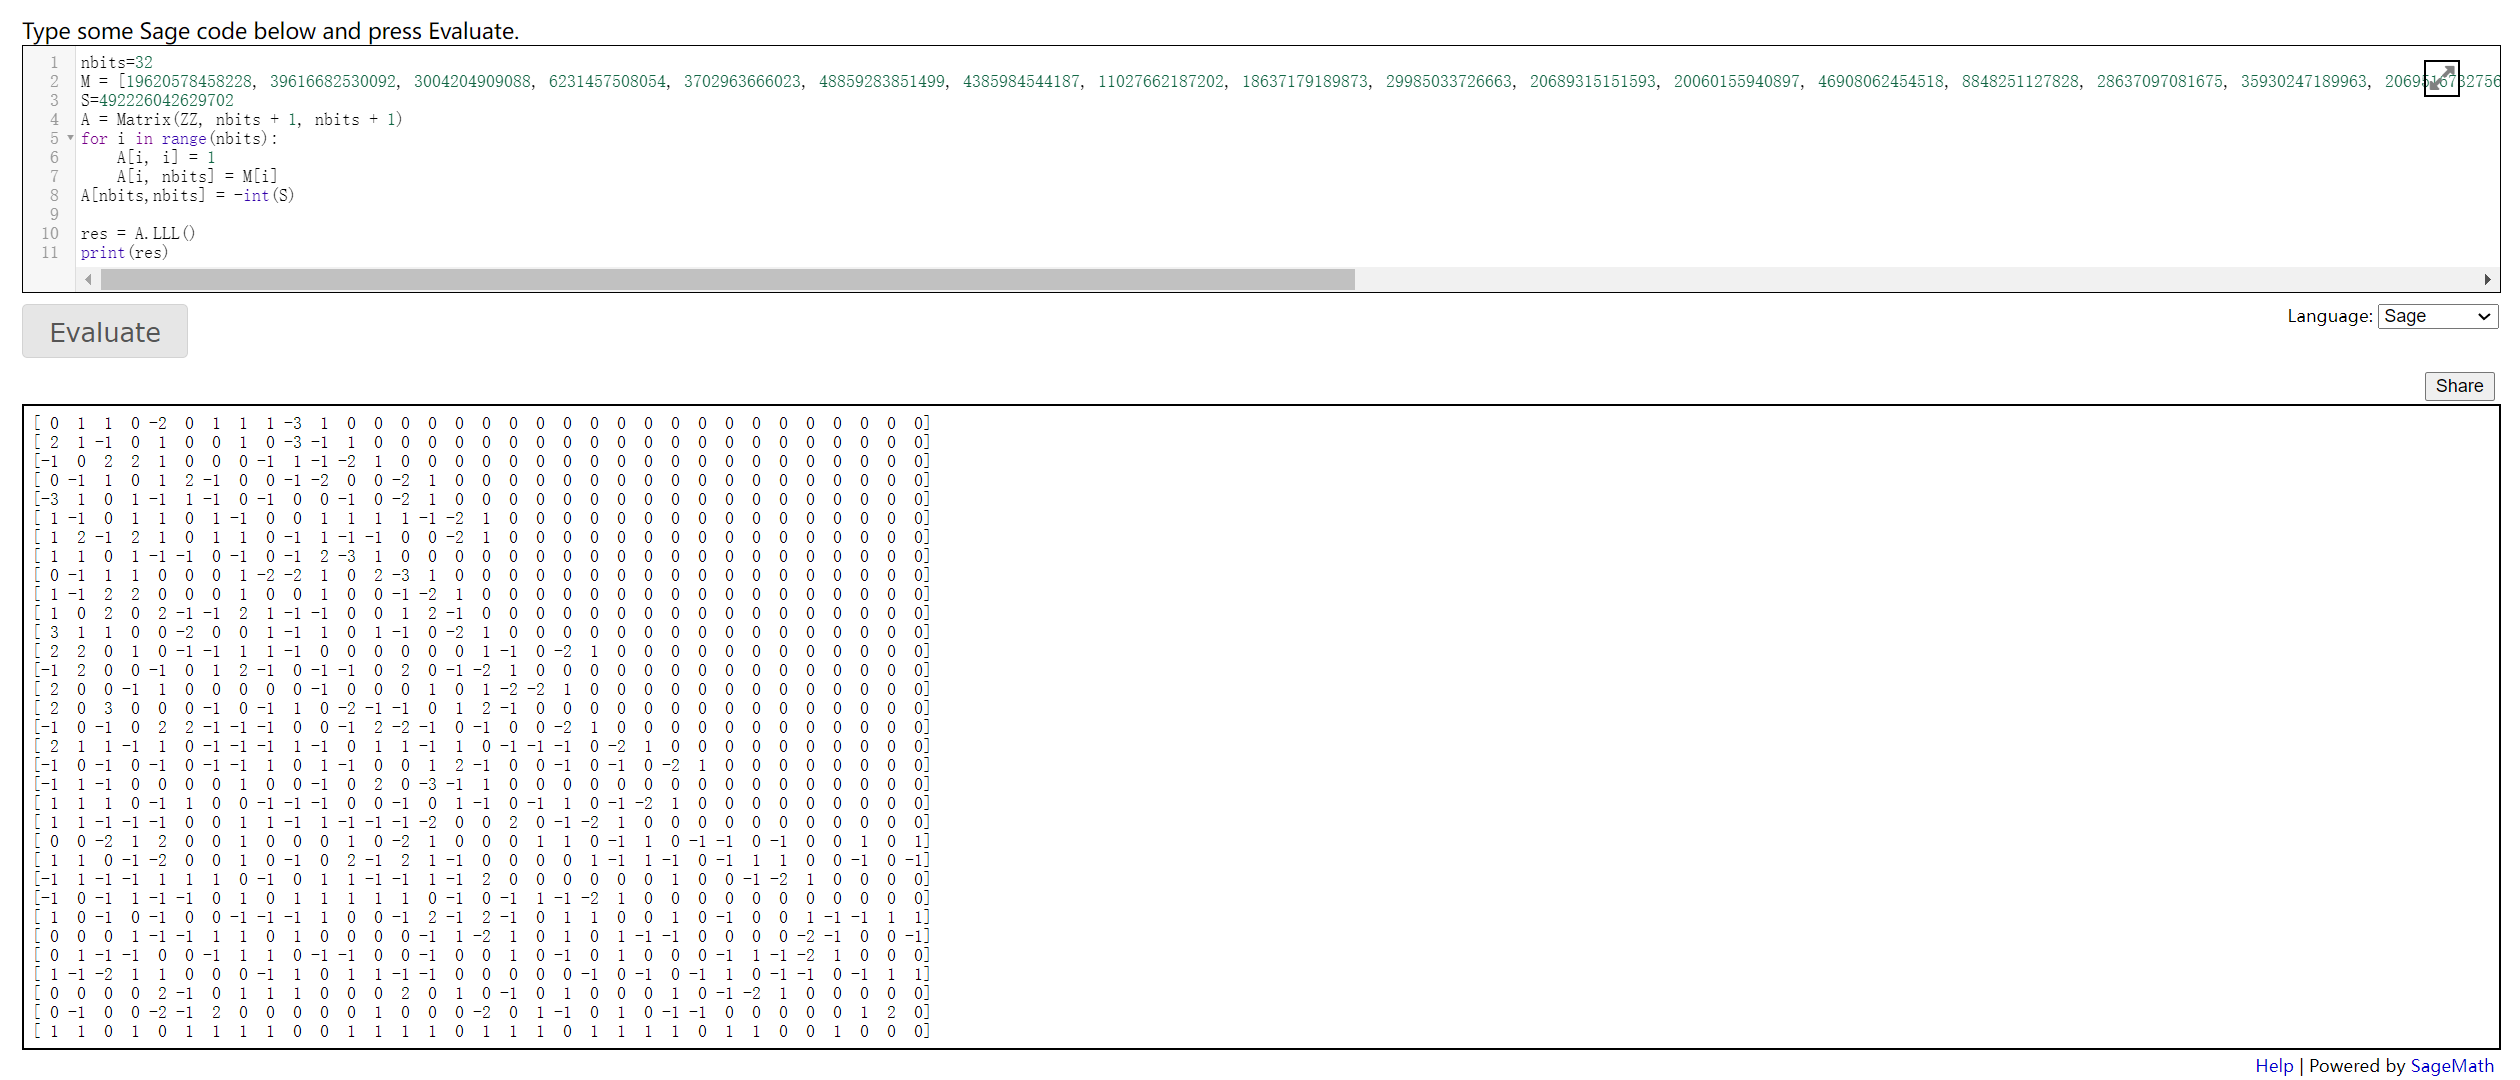 Type some Sage code below and press Evaluate.
1 nbits=32
2 M = [19620578458228, 39616682530092, 3004204909088, 6231457508054, 3702963666023, 48859283851499, 4385984544187, 11027662187202, 18637179189873, 29985033726663, 20689315151593, 20060155940897, 46908062454518, 8848251127828, 28637097081675, 35930247189963,
3 S=492226042629702
4 A = Matrix(ZZ, nbits + 1, nbits + 1)
5 for i in range(nbits):
6     A[i, i] = 1
7     A[i, nbits] = M[i]
8 A[nbits,nbits] = -int(S)
9
10 res = A.LLL()
11 print(res)
Evaluate
Language: Sage
Share
[ 0  1  1  0 -2  0  1  1  1 -3  1  0  0  0  0  0  0  0  0  0  0  0  0  0  0  0  0  0  0  0  0  0  0]
[ 2  1 -1  0  1  0  0  1  0 -3 -1  1  0  0  0  0  0  0  0  0  0  0  0  0  0  0  0  0  0  0  0  0  0]
[-1  0  2  2  1  0  0  0 -1  1 -1 -2  1  0  0  0  0  0  0  0  0  0  0  0  0  0  0  0  0  0  0  0  0]
[ 0 -1  1  0  1  2 -1  0  0 -1 -2  0  0 -2  1  0  0  0  0  0  0  0  0  0  0  0  0  0  0  0  0  0  0]
[-3  1  0  1 -1  1 -1  0 -1  0  0 -1  0 -2  1  0  0  0  0  0  0  0  0  0  0  0  0  0  0  0  0  0  0]
[ 1 -1  0  1  1  0  1 -1  0  0  1  1  1  1 -1 -2  1  0  0  0  0  0  0  0  0  0  0  0  0  0  0  0  0]
[ 1  2 -1  2  1  0  1  1  0 -1  1 -1 -1  0  0 -2  1  0  0  0  0  0  0  0  0  0  0  0  0  0  0  0  0]
[ 1  1  0  1 -1 -1  0 -1  0 -1  2 -3  1  0  0  0  0  0  0  0  0  0  0  0  0  0  0  0  0  0  0  0  0]
[ 0 -1  1  1  0  0  0  1 -2 -2  1  0  2 -3  1  0  0  0  0  0  0  0  0  0  0  0  0  0  0  0  0  0  0]
[ 1 -1  2  2  0  0  0  1  0  0  1  0  0 -1 -2  1  0  0  0  0  0  0  0  0  0  0  0  0  0  0  0  0  0]
[ 1  0  2  0  2 -1 -1  2  1 -1 -1  0  0  1  2 -1  0  0  0  0  0  0  0  0  0  0  0  0  0  0  0  0  0]
[ 3  1  1  0  0 -2  0  0  1 -1  1  0  1 -1  0 -2  1  0  0  0  0  0  0  0  0  0  0  0  0  0  0  0  0]
[ 2  2  0  1  0 -1 -1  1  1 -1  0  0  0  0  0  0  1 -1  0 -2  1  0  0  0  0  0  0  0  0  0  0  0  0]
[-1  2  0  0 -1  0  1  2 -1  0 -1 -1  0  2  0 -1 -2  1  0  0  0  0  0  0  0  0  0  0  0  0  0  0  0]
[ 2  0  0 -1  1  0  0  0  0  0 -1  0  0  0  1  0  1 -2 -2  1  0  0  0  0  0  0  0  0  0  0  0  0  0]
[ 2  0  3  0  0  0 -1  0 -1  1  0 -2 -1 -1  0  1  2 -1  0  0  0  0  0  0  0  0  0  0  0  0  0  0  0]
[-1  0 -1  0  2  2 -1 -1 -1  0  0 -1  2 -2 -1  0 -1  0  0 -2  1  0  0  0  0  0  0  0  0  0  0  0  0]
[ 2  1  1 -1  1  0 -1 -1 -1  1 -1  0  1  1 -1  1  0 -1 -1 -1  0 -2  1  0  0  0  0  0  0  0  0  0  0]
[-1  0 -1  0 -1  0 -1 -1  1  0  1 -1  0  0  1  2 -1  0  0 -1  0 -1  0 -2  1  0  0  0  0  0  0  0  0]
[-1  1 -1  0  0  0  0  1  0  0 -1  0  2  0 -3 -1  1  0  0  0  0  0  0  0  0  0  0  0  0  0  0  0  0]
[ 1  1  1  0 -1  1  0  0 -1 -1 -1  0  0 -1  0  1 -1  0 -1  1  0 -1 -2  1  0  0  0  0  0  0  0  0  0]
[ 1  1 -1 -1 -1  0  0  1  1 -1  1 -1 -1 -1 -2  0  0  2  0 -1 -2  1  0  0  0  0  0  0  0  0  0  0  0]
[ 0  0 -2  1  2  0  0  1  0  0  0  1  0 -2  1  0  0  0  1  1  0 -1  1  0 -1 -1  0 -1  0  0  1  0  1]
[ 1  1  0 -1 -2  0  0  1  0 -1  0  2 -1  2  1 -1  0  0  0  0  1 -1  1 -1  0 -1  1  1  0  0 -1  0 -1]
[-1  1 -1 -1  1  1  1  0 -1  0  1  1 -1 -1  1 -1  2  0  0  0  0  0  0  1  0  0 -1 -2  1  0  0  0  0]
[-1  0 -1  1 -1 -1  0  1  0  1  1  1  1  1  0 -1  0 -1  1 -1 -2  1  0  0  0  0  0  0  0  0  0  0  0]
[ 1  0 -1  0 -1  0  0 -1 -1 -1  1  0  0 -1  2 -1  2 -1  0  1  1  0  0  1  0 -1  0  0  1 -1 -1  1  1]
[ 0  0  0  1 -1 -1  1  1  0  1  0  0  0  0 -1  1 -2  1  0  1  0  1 -1 -1  0  0  0  0 -2 -1  0  0 -1]
[ 0  1 -1 -1  0  0 -1  1  1  0 -1 -1  0  0 -1  0  0  1  0 -1  0  1  0  0  0 -1  1 -1 -2  1  0  0  0]
[ 1 -1 -2  1  1  0  0  0 -1  1  0  1  1 -1 -1  0  0  0  0  0 -1  0 -1  0 -1  1  0 -1 -1  0 -1  1  1]
[ 0  0  0  0  2 -1  0  1  1  1  0  0  0  2  0  1  0 -1  0  1  0  0  0  1  0 -1 -2  1  0  0  0  0  0]
[ 0 -1  0  0 -2 -1  2  0  0  0  0  0  1  0  0  0 -2  0  1 -1  0  1  0 -1 -1  0  0  0  0  0  1  2  0]
[ 1  1  0  1  0  1  1  1  1  0  0  1  1  1  1  0  1  1  1  0  1  1  1  1  0  1  1  0  0  1  0  0  0]
Help | Powered by SageMath